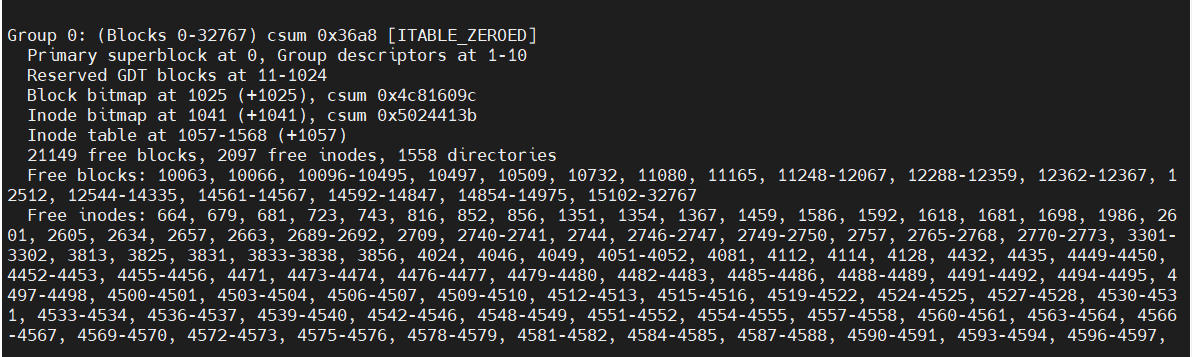 Group 0: (Blocks 0-32767) csum 0x36a8 [ITABLE_ZEROED]
  Primary superblock at 0, Group descriptors at 1-10
  Reserved GDT blocks at 11-1024
  Block bitmap at 1025 (+1025), csum 0x4c81609c
  Inode bitmap at 1041 (+1041), csum 0x5024413b
  Inode table at 1057-1568 (+1057)
  21149 free blocks, 2097 free inodes, 1558 directories
  Free blocks: 10063, 10066, 10096-10495, 10497, 10509, 10732, 11080, 11165, 11248-12067, 12288-12359, 12362-12367, 1
2512, 12544-14335, 14561-14567, 14592-14847, 14854-14975, 15102-32767
  Free inodes: 664, 679, 681, 723, 743, 816, 852, 856, 1351, 1354, 1367, 1459, 1586, 1592, 1618, 1681, 1698, 1986, 26
01, 2605, 2634, 2657, 2663, 2689-2692, 2709, 2740-2741, 2744, 2746-2747, 2749-2750, 2757, 2765-2768, 2770-2773, 3301-
3302, 3813, 3825, 3831, 3833-3838, 3856, 4024, 4046, 4049, 4051-4052, 4081, 4112, 4114, 4128, 4432, 4435, 4449-4450,
4452-4453, 4455-4456, 4471, 4473-4474, 4476-4477, 4479-4480, 4482-4483, 4485-4486, 4488-4489, 4491-4492, 4494-4495, 4
497-4498, 4500-4501, 4503-4504, 4506-4507, 4509-4510, 4512-4513, 4515-4516, 4519-4522, 4524-4525, 4527-4528, 4530-453
1, 4533-4534, 4536-4537, 4539-4540, 4542-4546, 4548-4549, 4551-4552, 4554-4555, 4557-4558, 4560-4561, 4563-4564, 4566
-4567, 4569-4570, 4572-4573, 4575-4576, 4578-4579, 4581-4582, 4584-4585, 4587-4588, 4590-4591, 4593-4594, 4596-4597,